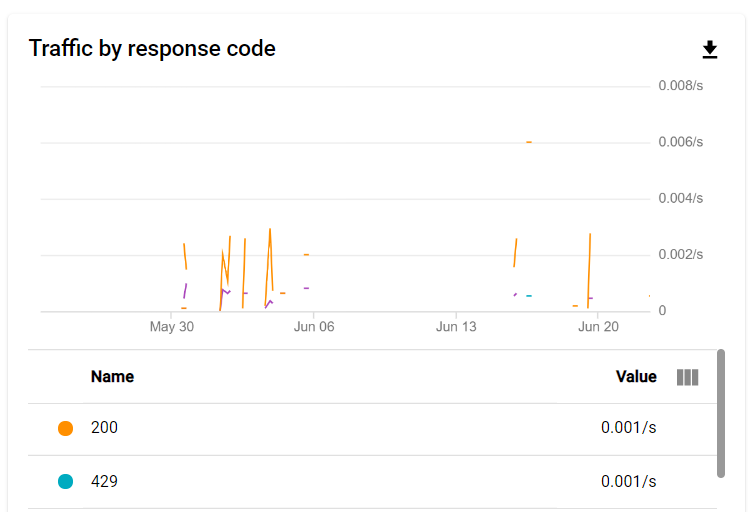 Traffic by response code
0.008/s
0.006/s
0.004/s
0.002/s
0
May 30 Jun 06 Jun 13 Jun 20
Name Value
200 0.001/s
429 0.001/s